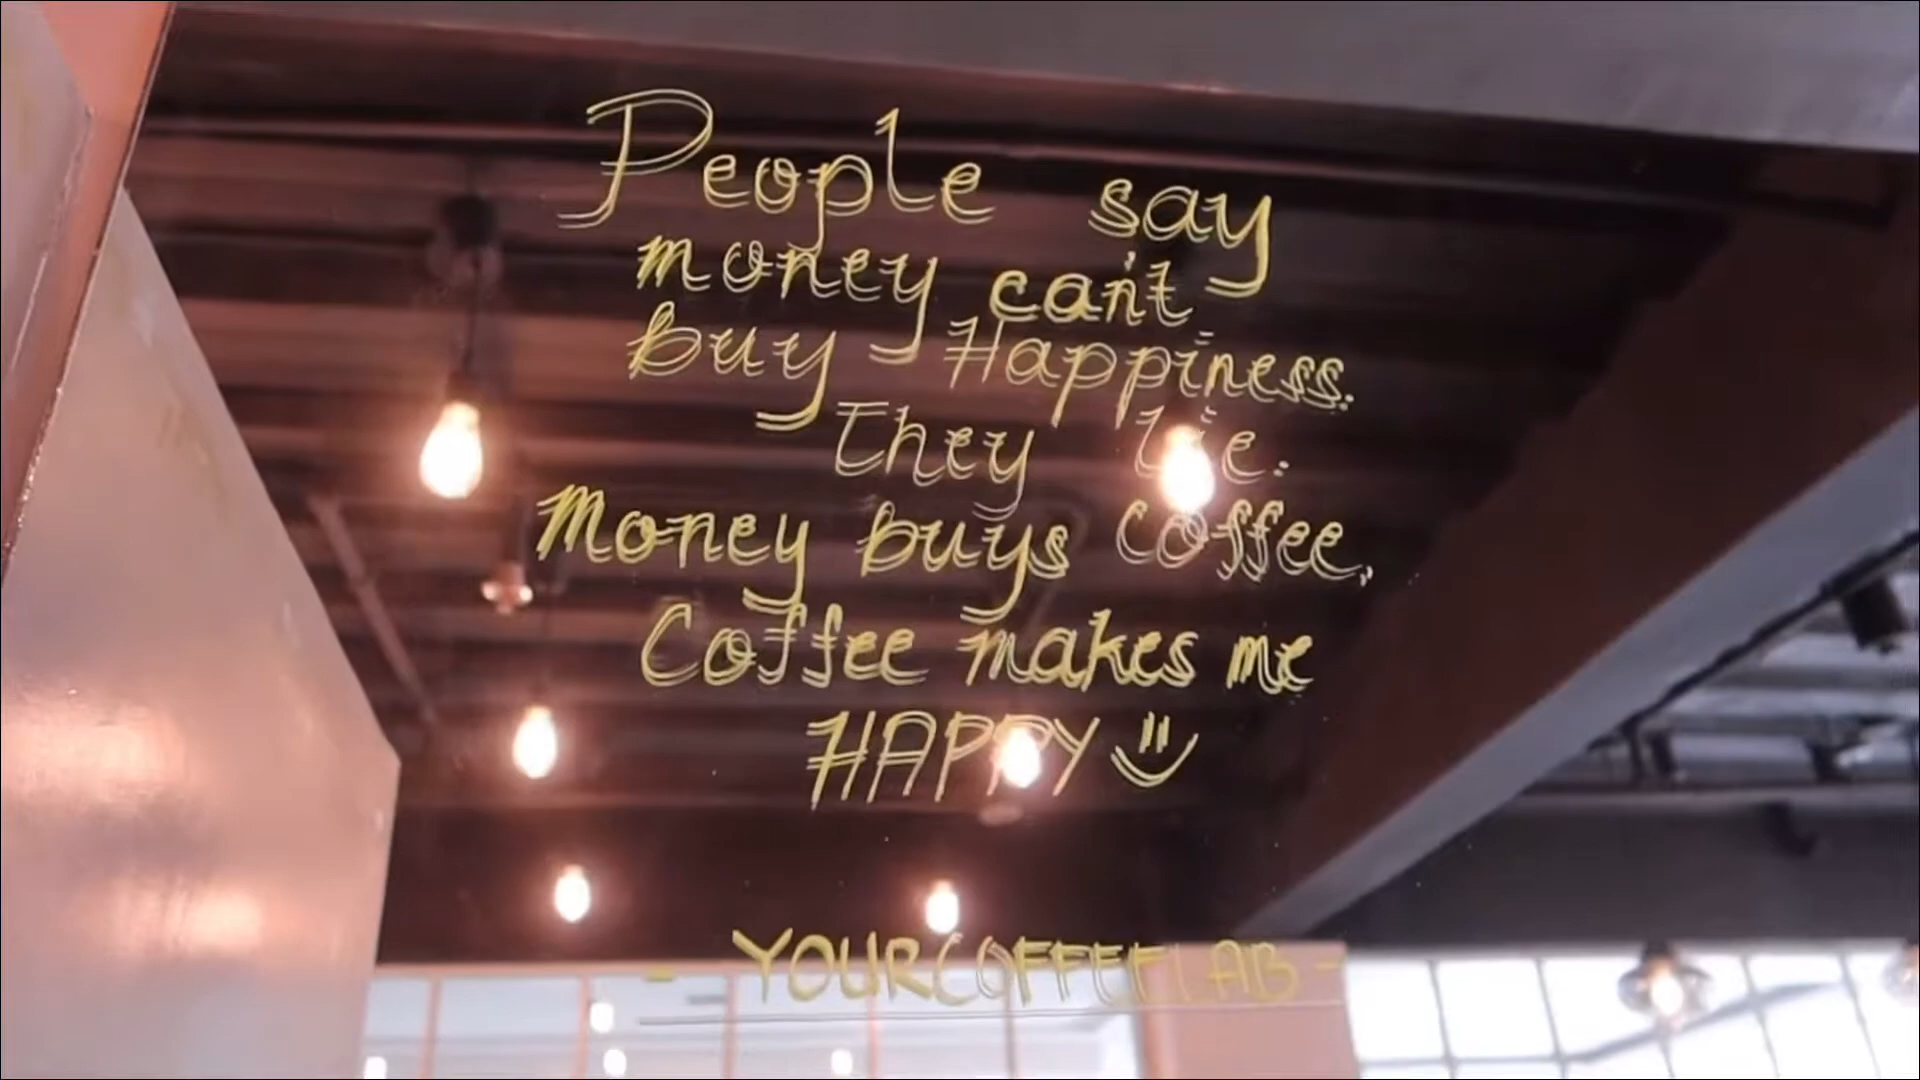 People say
money can't
Buy Happiness.
They lie.
Money buys Coffee,
Coffee makes me
HAPPY
- YOURCOFFEELAB -